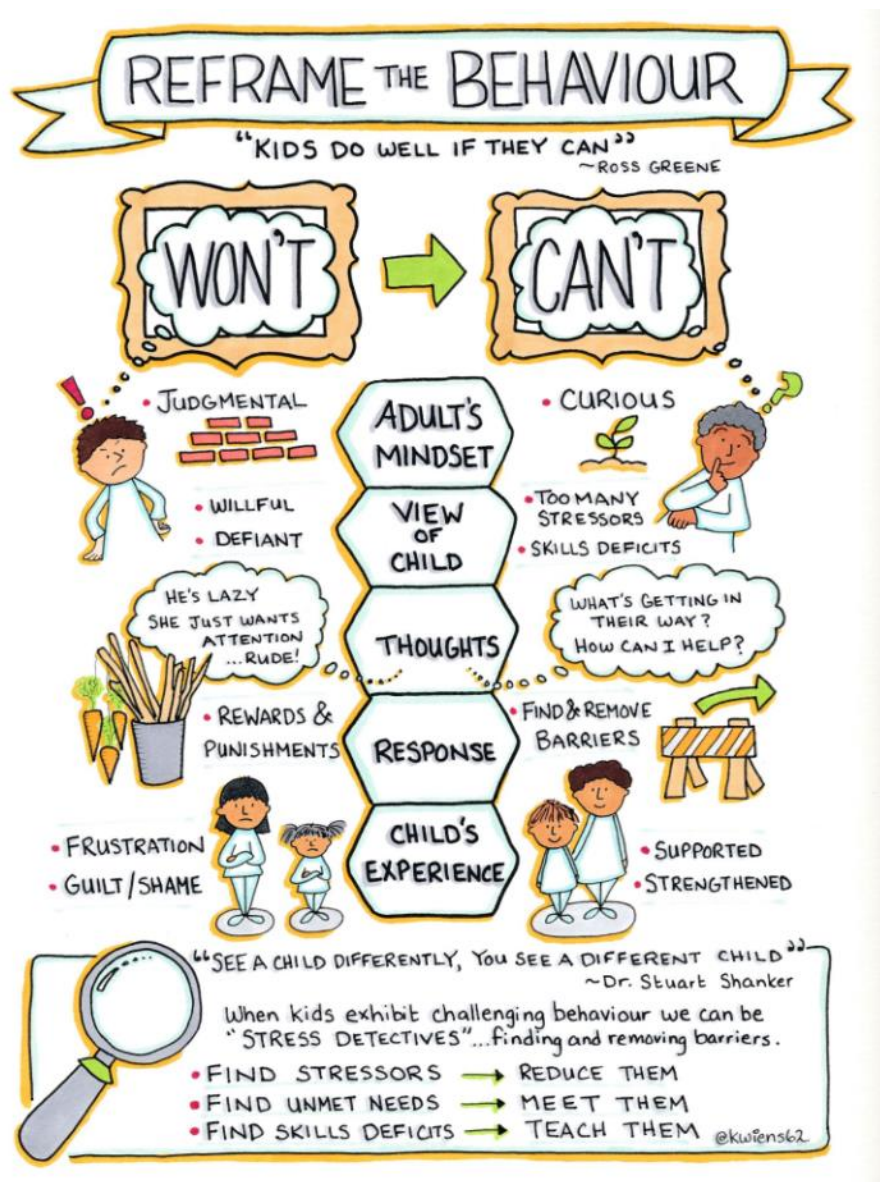 REFRAME THE BEHAVIOUR
"KIDS DO WELL IF THEY CAN"
~ROSS GREENE
WON'T
CAN'T
• JUDGMENTAL
ADULT'S
MINDSET
• CURIOUS
• WILLFUL
• DEFIANT
VIEW
OF
CHILD
• TOO MANY
STRESSORS
• SKILLS DEFICITS
HE'S LAZY
SHE JUST WANTS
ATTENTION
...RUDE!
THOUGHTS
WHAT'S GETTING IN
THEIR WAY?
HOW CAN I HELP?
• REWARDS &
PUNISHMENTS
RESPONSE
• FIND & REMOVE
BARRIERS
• FRUSTRATION
• GUILT/SHAME
CHILD'S
EXPERIENCE
• SUPPORTED
• STRENGTHENED
"SEE A CHILD DIFFERENTLY, YOU SEE A DIFFERENT CHILD"
~Dr. Stuart Shanker
When kids exhibit challenging behaviour we can be
"STRESS DETECTIVES"...finding and removing barriers.
• FIND STRESSORS → REDUCE THEM
• FIND UNMET NEEDS → MEET THEM
• FIND SKILLS DEFICITS → TEACH THEM
@kwiens62